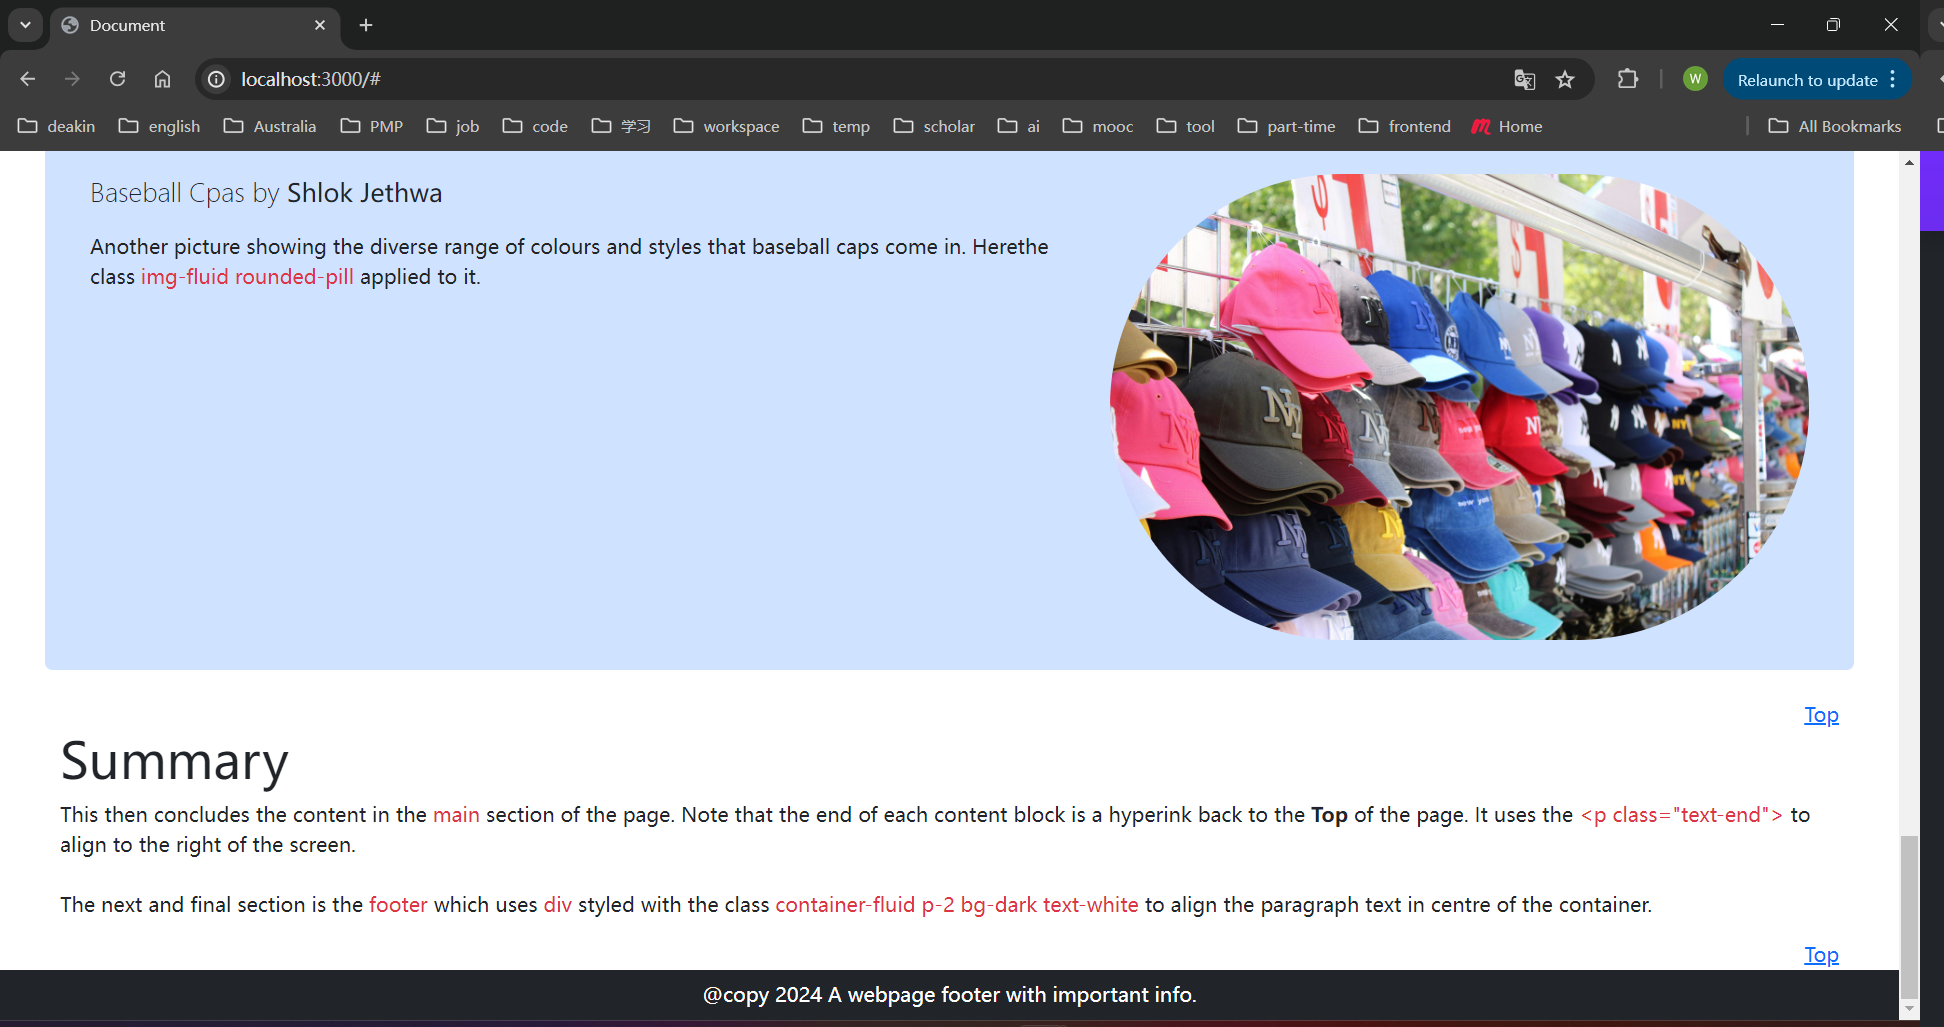 Document
localhost:3000/#
W
Relaunch to update
deakin english Australia PMP job code 学习 workspace temp scholar ai mooc tool part-time frontend Home All Bookmarks
Baseball Cpas by Shlok Jethwa
Another picture showing the diverse range of colours and styles that baseball caps come in. Herethe
class img-fluid rounded-pill applied to it.
Top
Summary
This then concludes the content in the main section of the page. Note that the end of each content block is a hyperink back to the Top of the page. It uses the <p class="text-end"> to
align to the right of the screen.
The next and final section is the footer which uses div styled with the class container-fluid p-2 bg-dark text-white to align the paragraph text in centre of the container.
Top
@copy 2024 A webpage footer with important info.